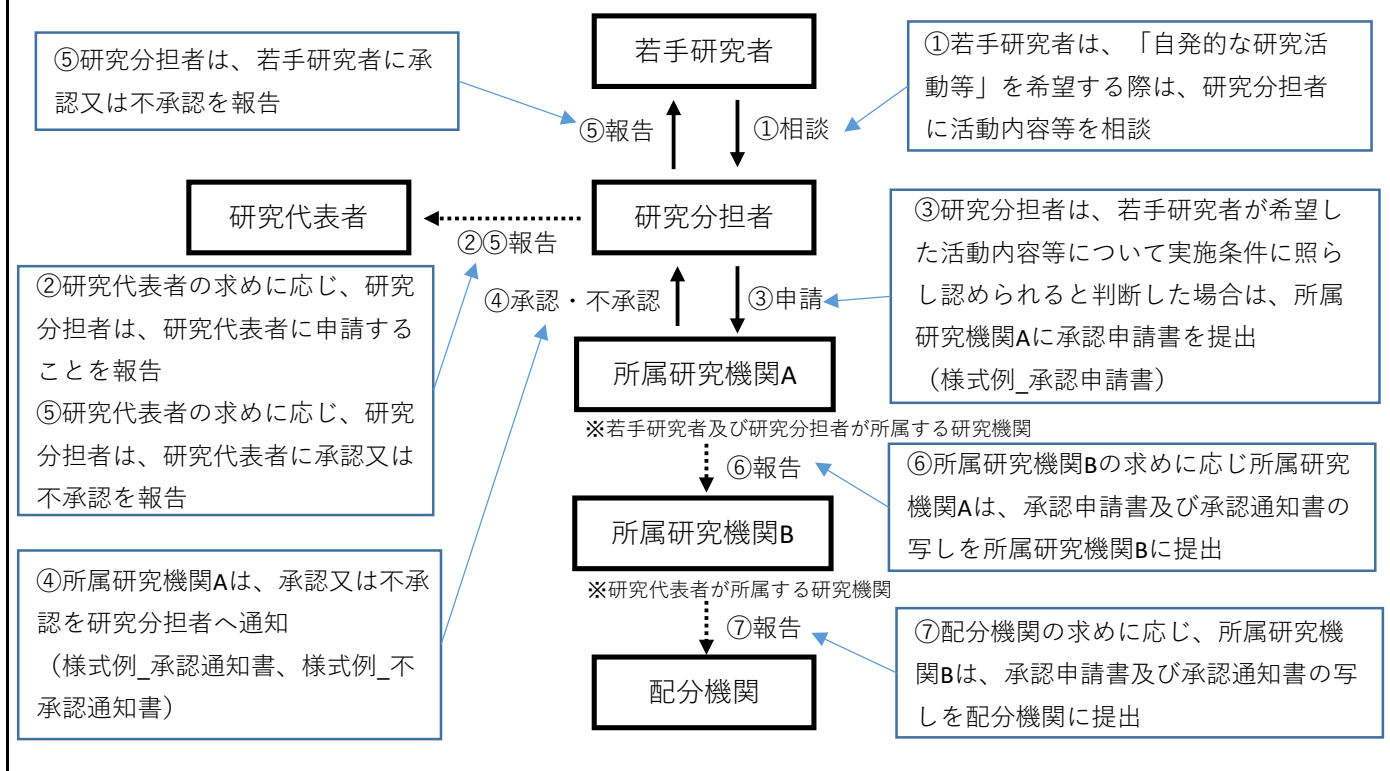 若手研究者
⑤研究分担者は、若手研究者に承
認又は不承認を報告
①若手研究者は、「自発的な研究活
動等」を希望する際は、研究分担者
に活動内容等を相談
⑤報告
①相談
研究代表者
研究分担者
②⑤報告
③研究分担者は、若手研究者が希望し
た活動内容等について実施条件に照ら
し認められると判断した場合は、所属
研究機関Aに承認申請書を提出
（様式例_承認申請書）
②研究代表者の求めに応じ、研究
分担者は、研究代表者に申請する
ことを報告
⑤研究代表者の求めに応じ、研究
分担者は、研究代表者に承認又は
不承認を報告
④承認・不承認
③申請
所属研究機関A
※若手研究者及び研究分担者が所属する研究機関
⑥報告
⑥所属研究機関Bの求めに応じ所属研究
機関Aは、承認申請書及び承認通知書の
写しを所属研究機関Bに提出
所属研究機関B
※研究代表者が所属する研究機関
④所属研究機関Aは、承認又は不承
認を研究分担者へ通知
（様式例_承認通知書、様式例_不
承認通知書）
⑦報告
⑦配分機関の求めに応じ、所属研究機
関Bは、承認申請書及び承認通知書の写
しを配分機関に提出
配分機関